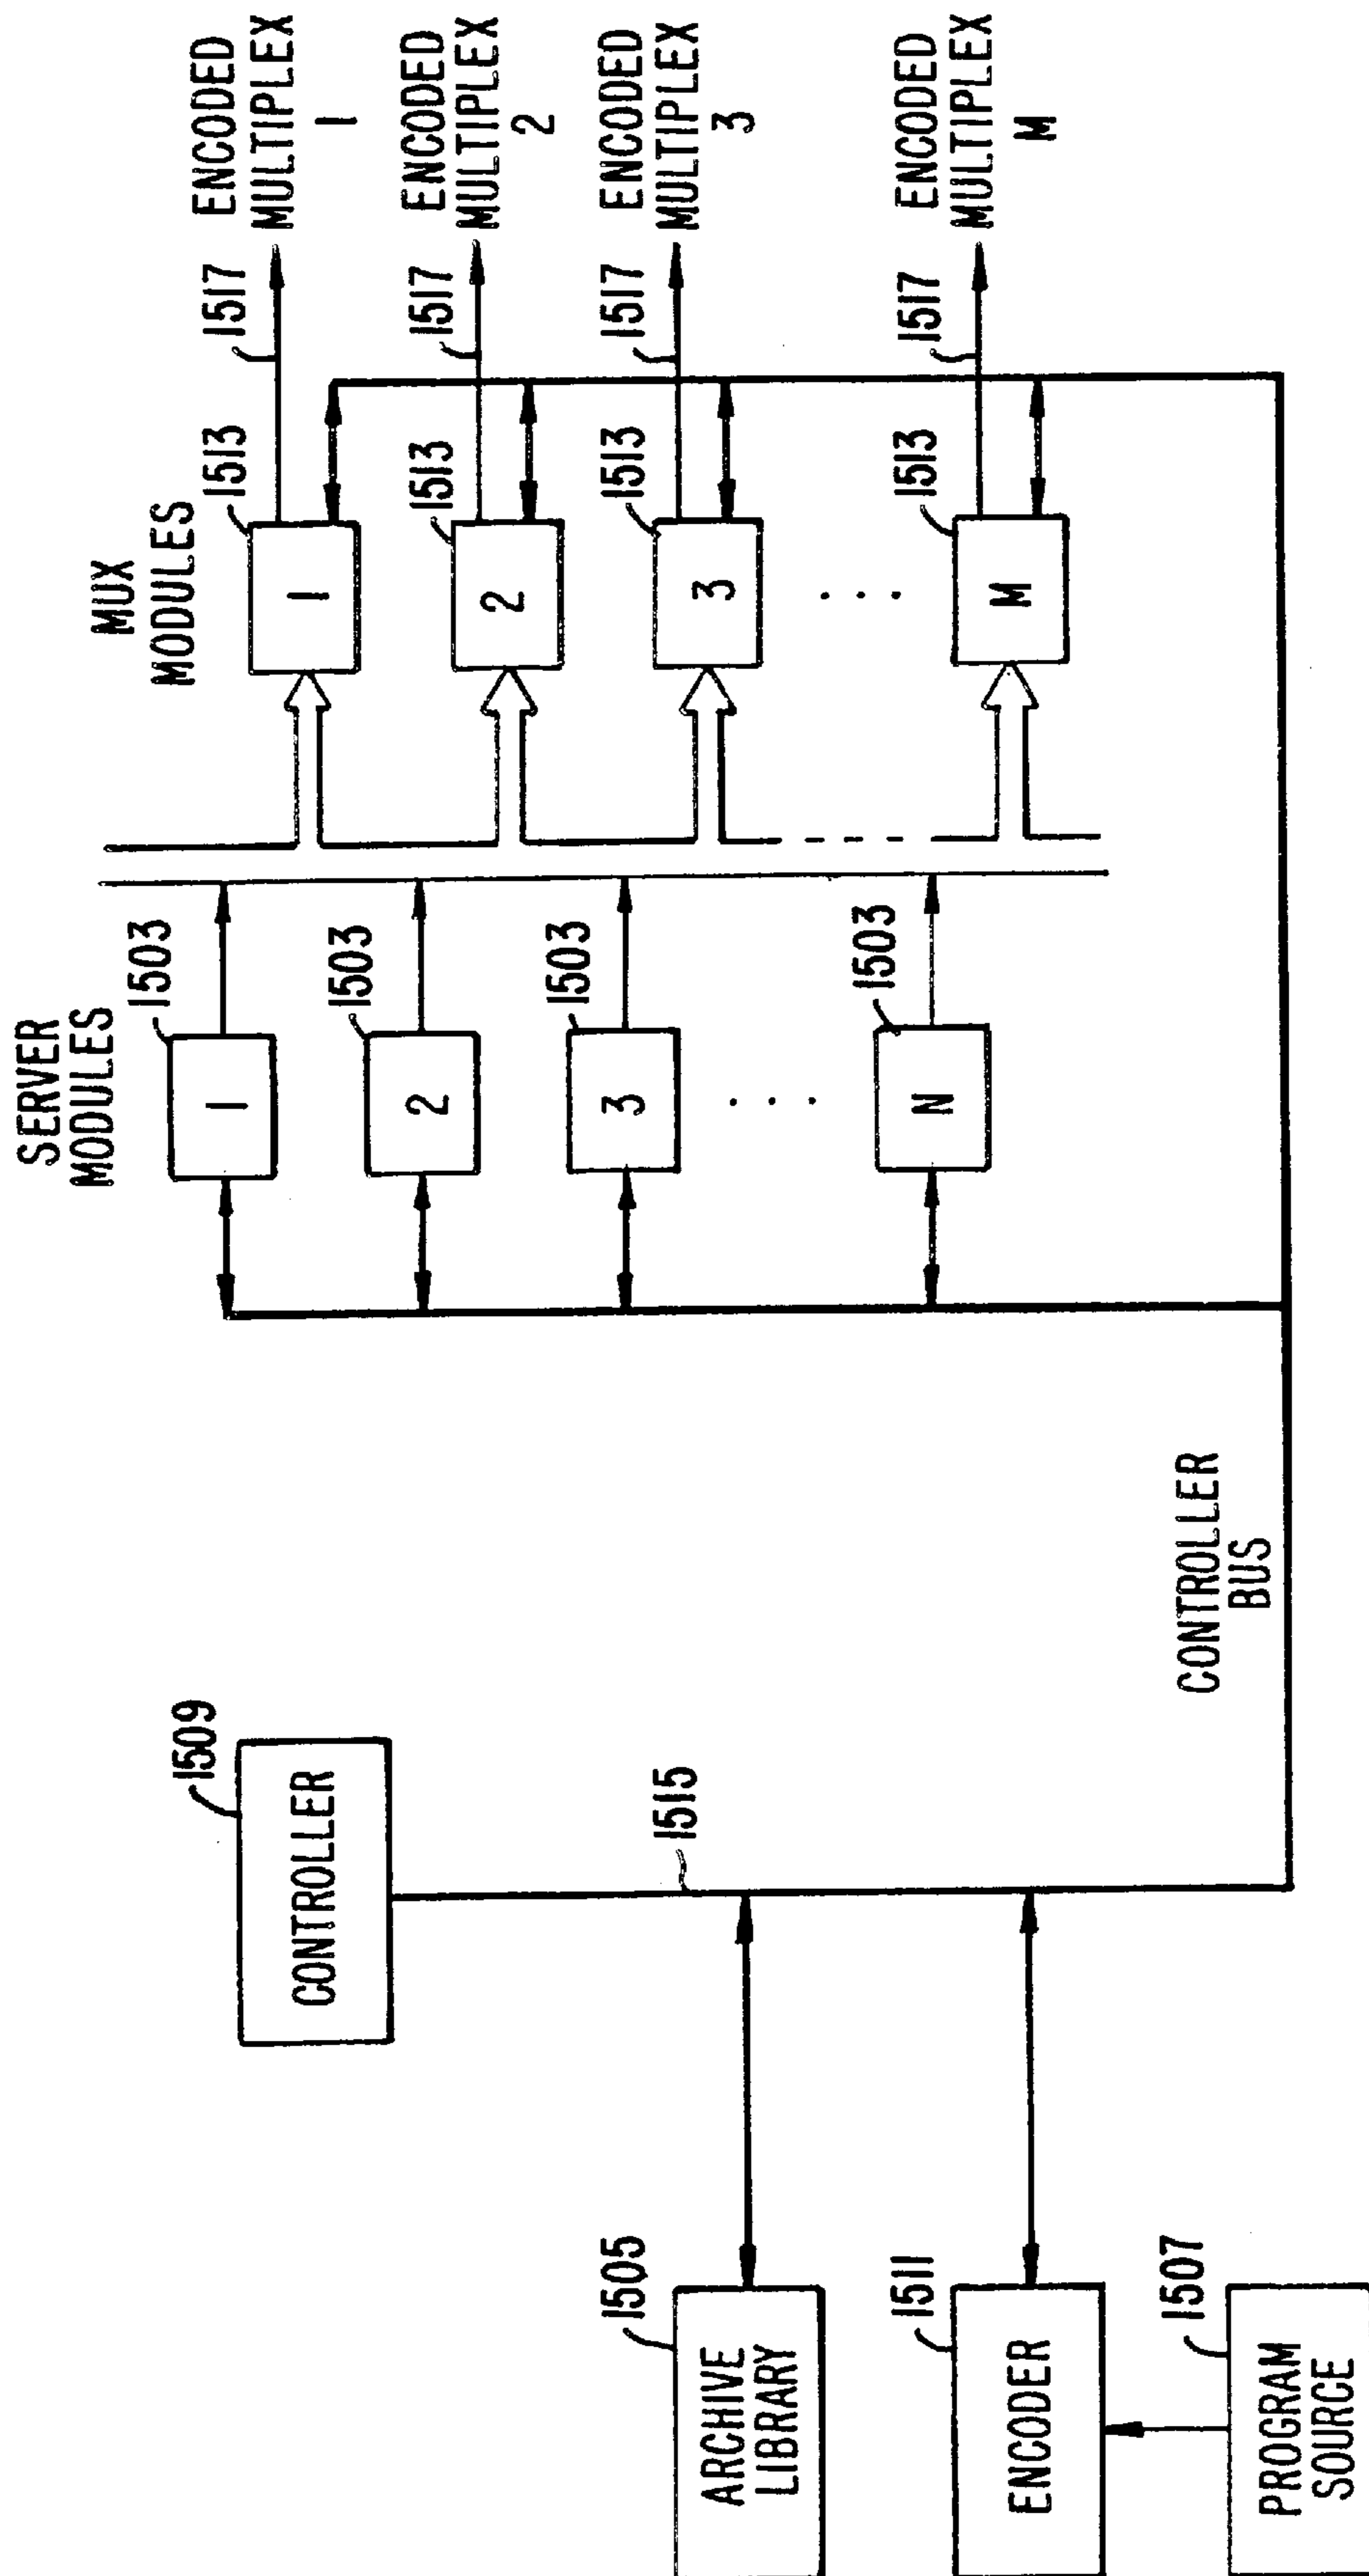 SERVER
MODULES
1503
1
1503
2
1503
3
. . .
1503
N
MUX
MODULES
1513
1
1513
2
1513
3
. . .
1513
M
1517
ENCODED
MULTIPLEX
1
1517
ENCODED
MULTIPLEX
2
1517
ENCODED
MULTIPLEX
3
1517
ENCODED
MULTIPLEX
M
1509
CONTROLLER
1515
CONTROLLER
BUS
1505
ARCHIVE
LIBRARY
1511
ENCODER
1507
PROGRAM
SOURCE